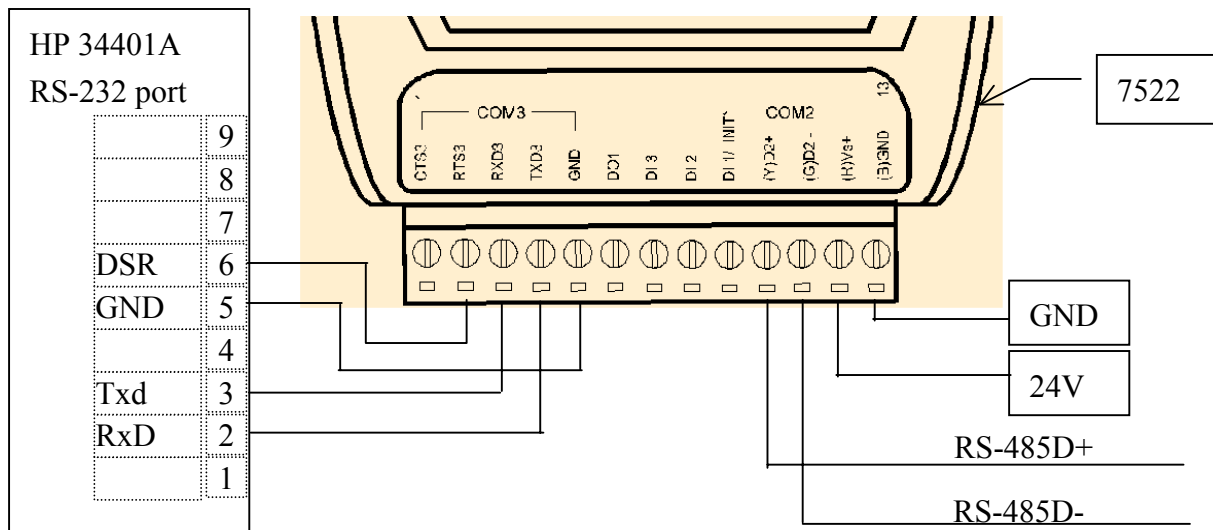 HP 34401A
RS-232 port
9
8
7
DSR 6
GND 5
4
Txd 3
RxD 2
1
COM3
COM2
CTS3
RTS3
RXD3
TXD3
GND
DO1
DI 3
DI 2
DI 1/ INIT*
(Y)D2+
(G)D2 -
(R)Vs+
(B)GND
13
7522
GND
24V
RS-485D+
RS-485D-